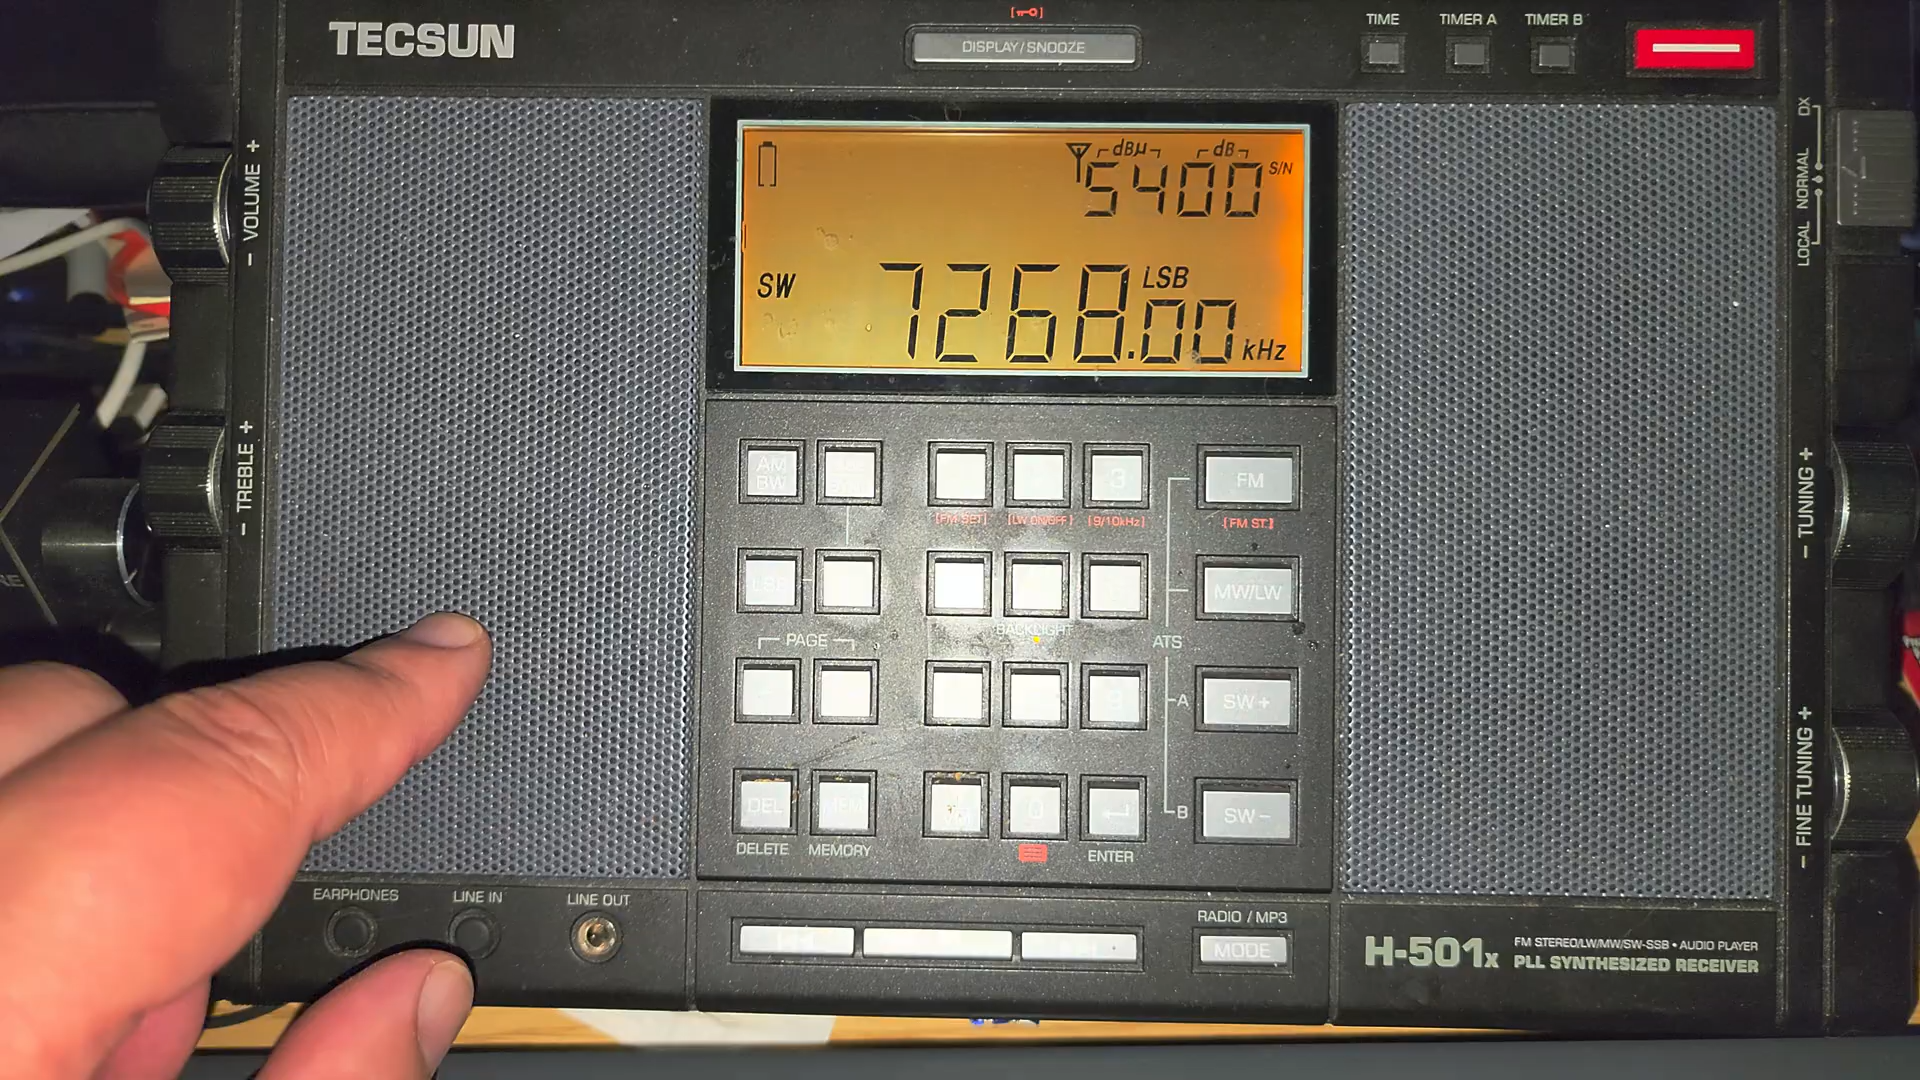 TECSUN
DISPLAY/SNOOZE
TIME TIMER A TIMER B
VOLUME
TREBLE
dBµ dB
5400 S/N
SW 7268.00 LSB kHz
LOCAL NORMAL DX
TUNING
FINE TUNING
AM BW
3
FM
[FM SET] [LW ON/OFF] [9/10kHz] [FM ST.]
MW/LW
BACKLIGHT
PAGE
ATS
A
SW+
DEL MEM
0
B
SW-
DELETE MEMORY ENTER
EARPHONES LINE IN LINE OUT
RADIO / MP3
MODE
H-501x
FM STEREO/LW/MW/SW-SSB • AUDIO PLAYER
PLL SYNTHESIZED RECEIVER